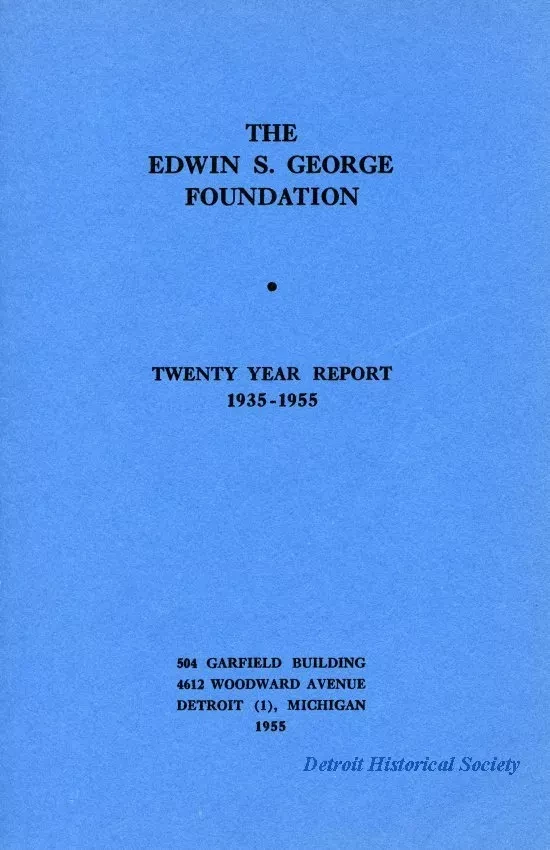 THE
EDWIN S. GEORGE
FOUNDATION
TWENTY YEAR REPORT
1935-1955
504 GARFIELD BUILDING
4612 WOODWARD AVENUE
DETROIT (1), MICHIGAN
1955
Detroit Historical Society